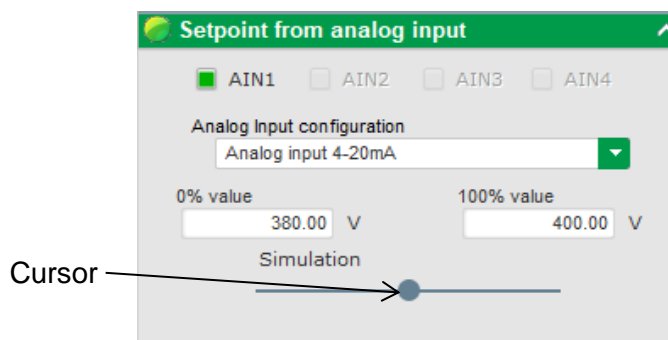 Setpoint from analog input
AIN1 AIN2 AIN3 AIN4
Analog Input configuration
Analog input 4-20mA
0% value 100% value
380.00 V 400.00 V
Simulation
Cursor